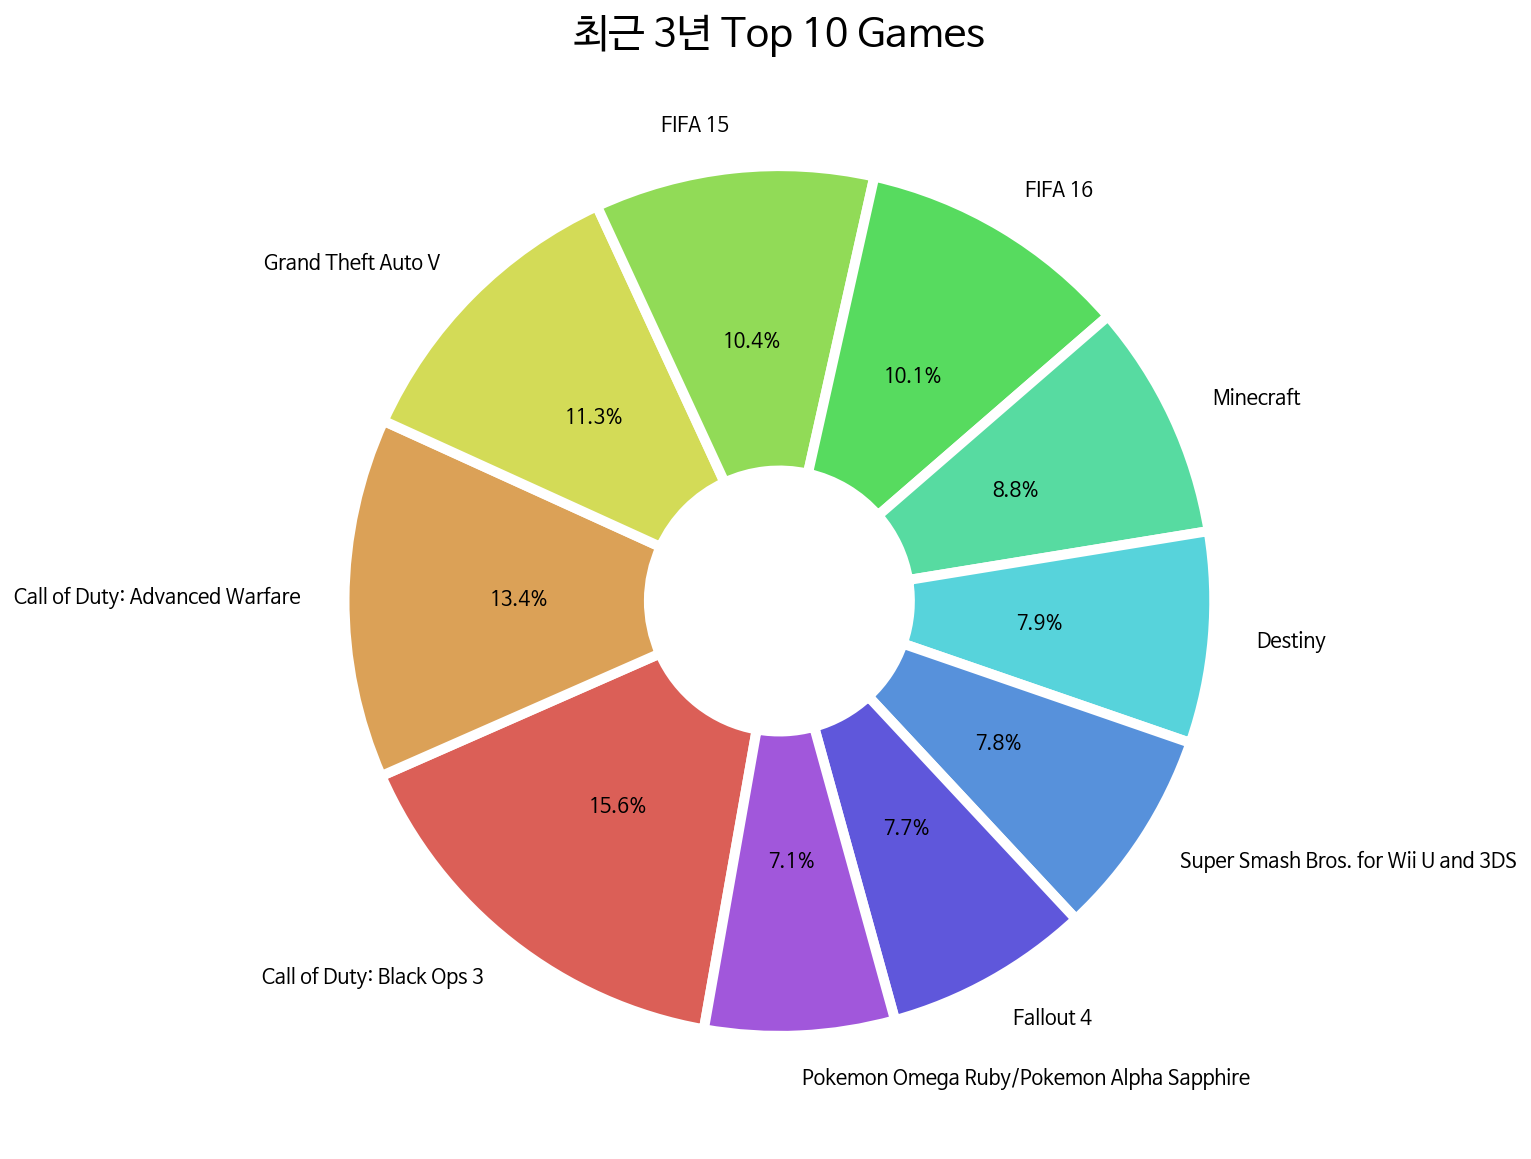 최근 3년 Top 10 Games
FIFA 15
FIFA 16
Grand Theft Auto V
10.4%
10.1%
Minecraft
11.3%
8.8%
Call of Duty: Advanced Warfare
13.4%
7.9%
Destiny
7.8%
15.6%
7.7%
7.1%
Super Smash Bros. for Wii U and 3DS
Call of Duty: Black Ops 3
Fallout 4
Pokemon Omega Ruby/Pokemon Alpha Sapphire